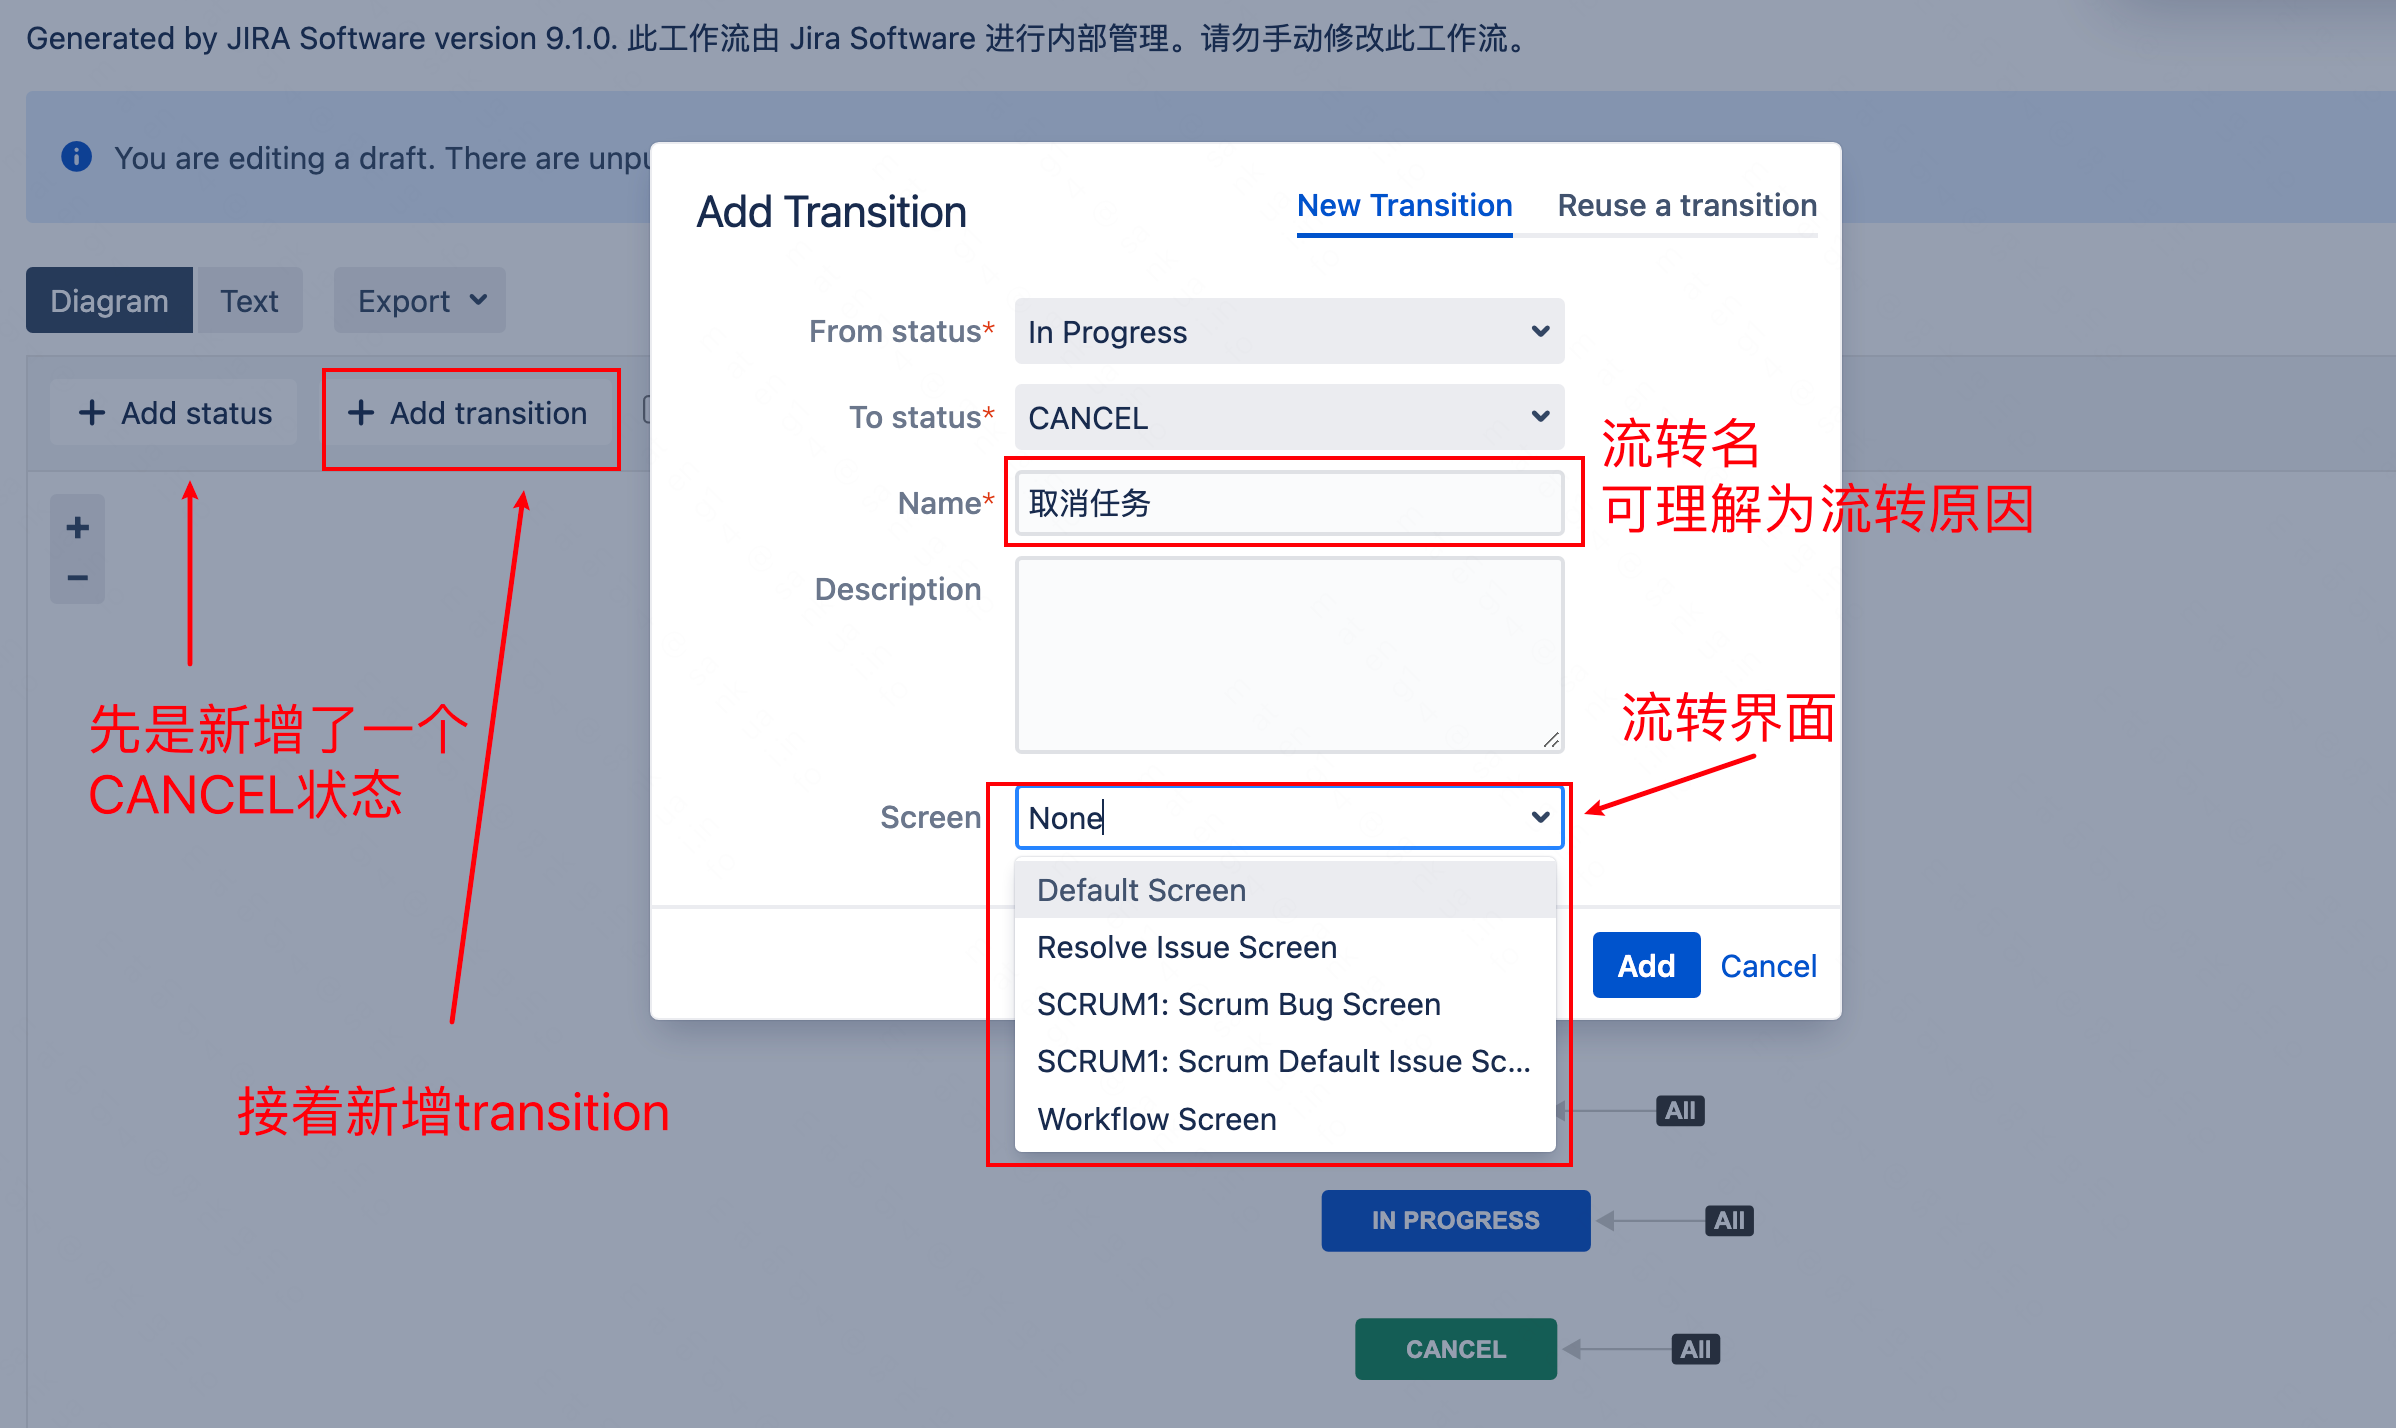 Generated by JIRA Software version 9.1.0. 此工作流由 Jira Software 进行内部管理。请勿手动修改此工作流。
You are editing a draft. There are unpu
Diagram
Text
Export
Add status
Add transition
先是新增了一个
CANCEL状态
接着新增transition
Add Transition
New Transition
Reuse a transition
From status*
In Progress
To status*
CANCEL
Name*
取消任务
流转名
可理解为流转原因
Description
流转界面
Screen
None
Default Screen
Resolve Issue Screen
SCRUM1: Scrum Bug Screen
SCRUM1: Scrum Default Issue Sc...
Workflow Screen
Add
Cancel
All
IN PROGRESS
All
CANCEL
All